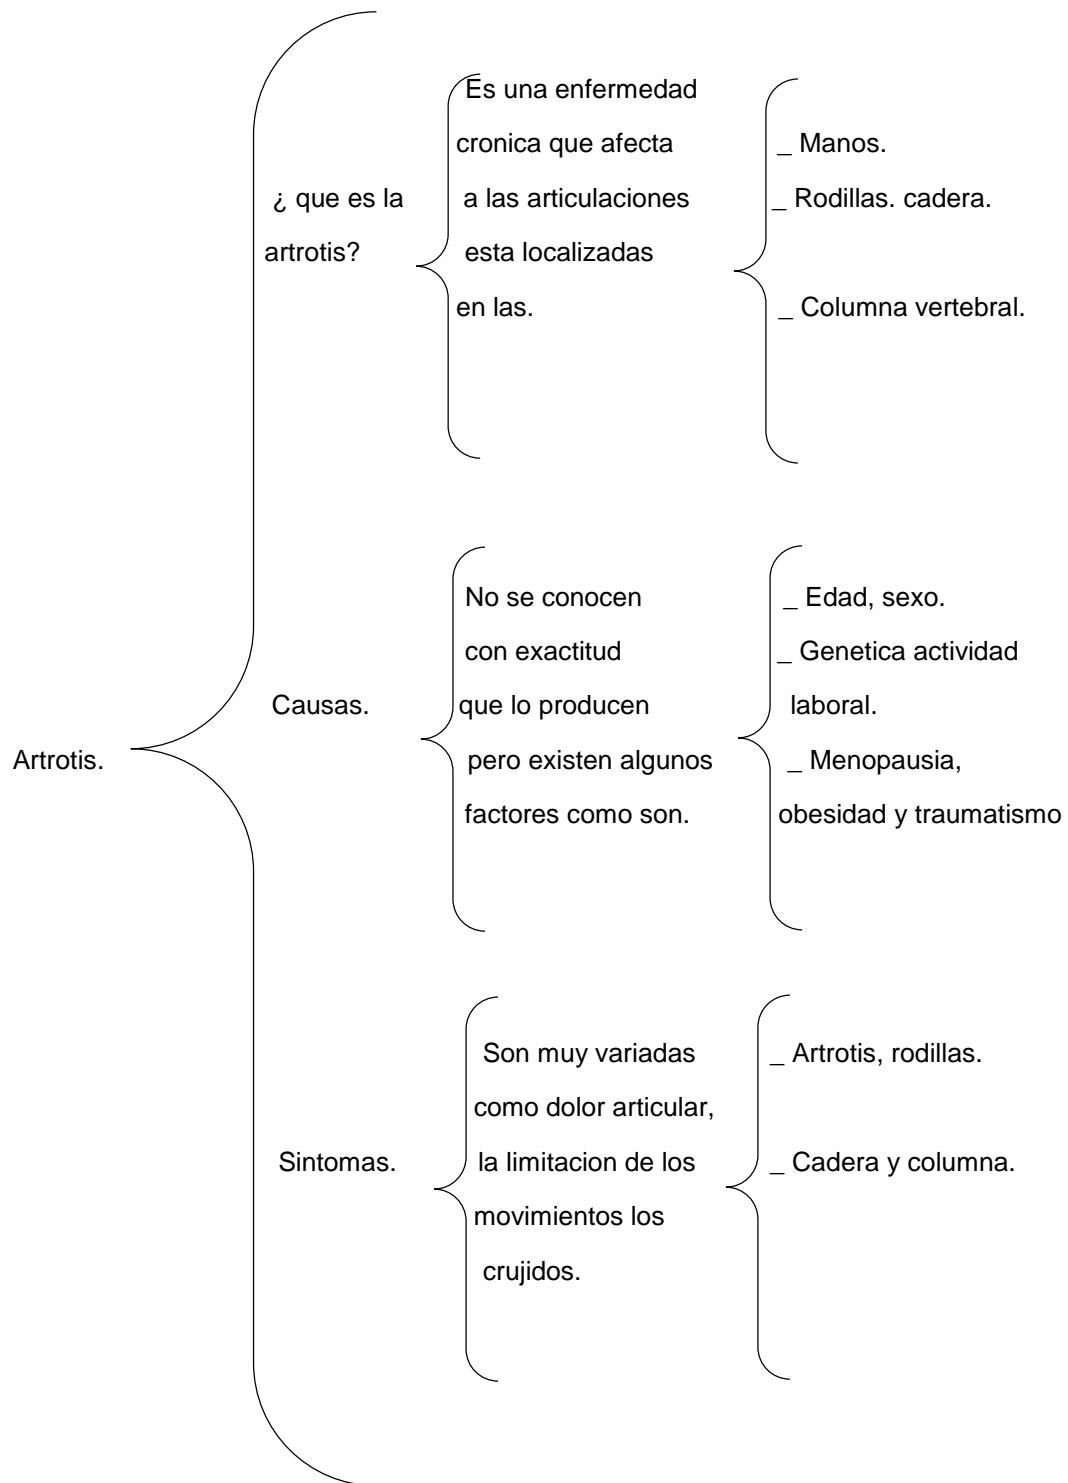 Artrotis.
¿ que es la
artrotis?
Es una enfermedad
cronica que afecta
a las articulaciones
esta localizadas
en las.
_ Manos.
_ Rodillas. cadera.
_ Columna vertebral.
Causas.
No se conocen
con exactitud
que lo producen
pero existen algunos
factores como son.
_ Edad, sexo.
_ Genetica actividad
laboral.
_ Menopausia,
obesidad y traumatismo
Sintomas.
Son muy variadas
como dolor articular,
la limitacion de los
movimientos los
crujidos.
_ Artrotis, rodillas.
_ Cadera y columna.